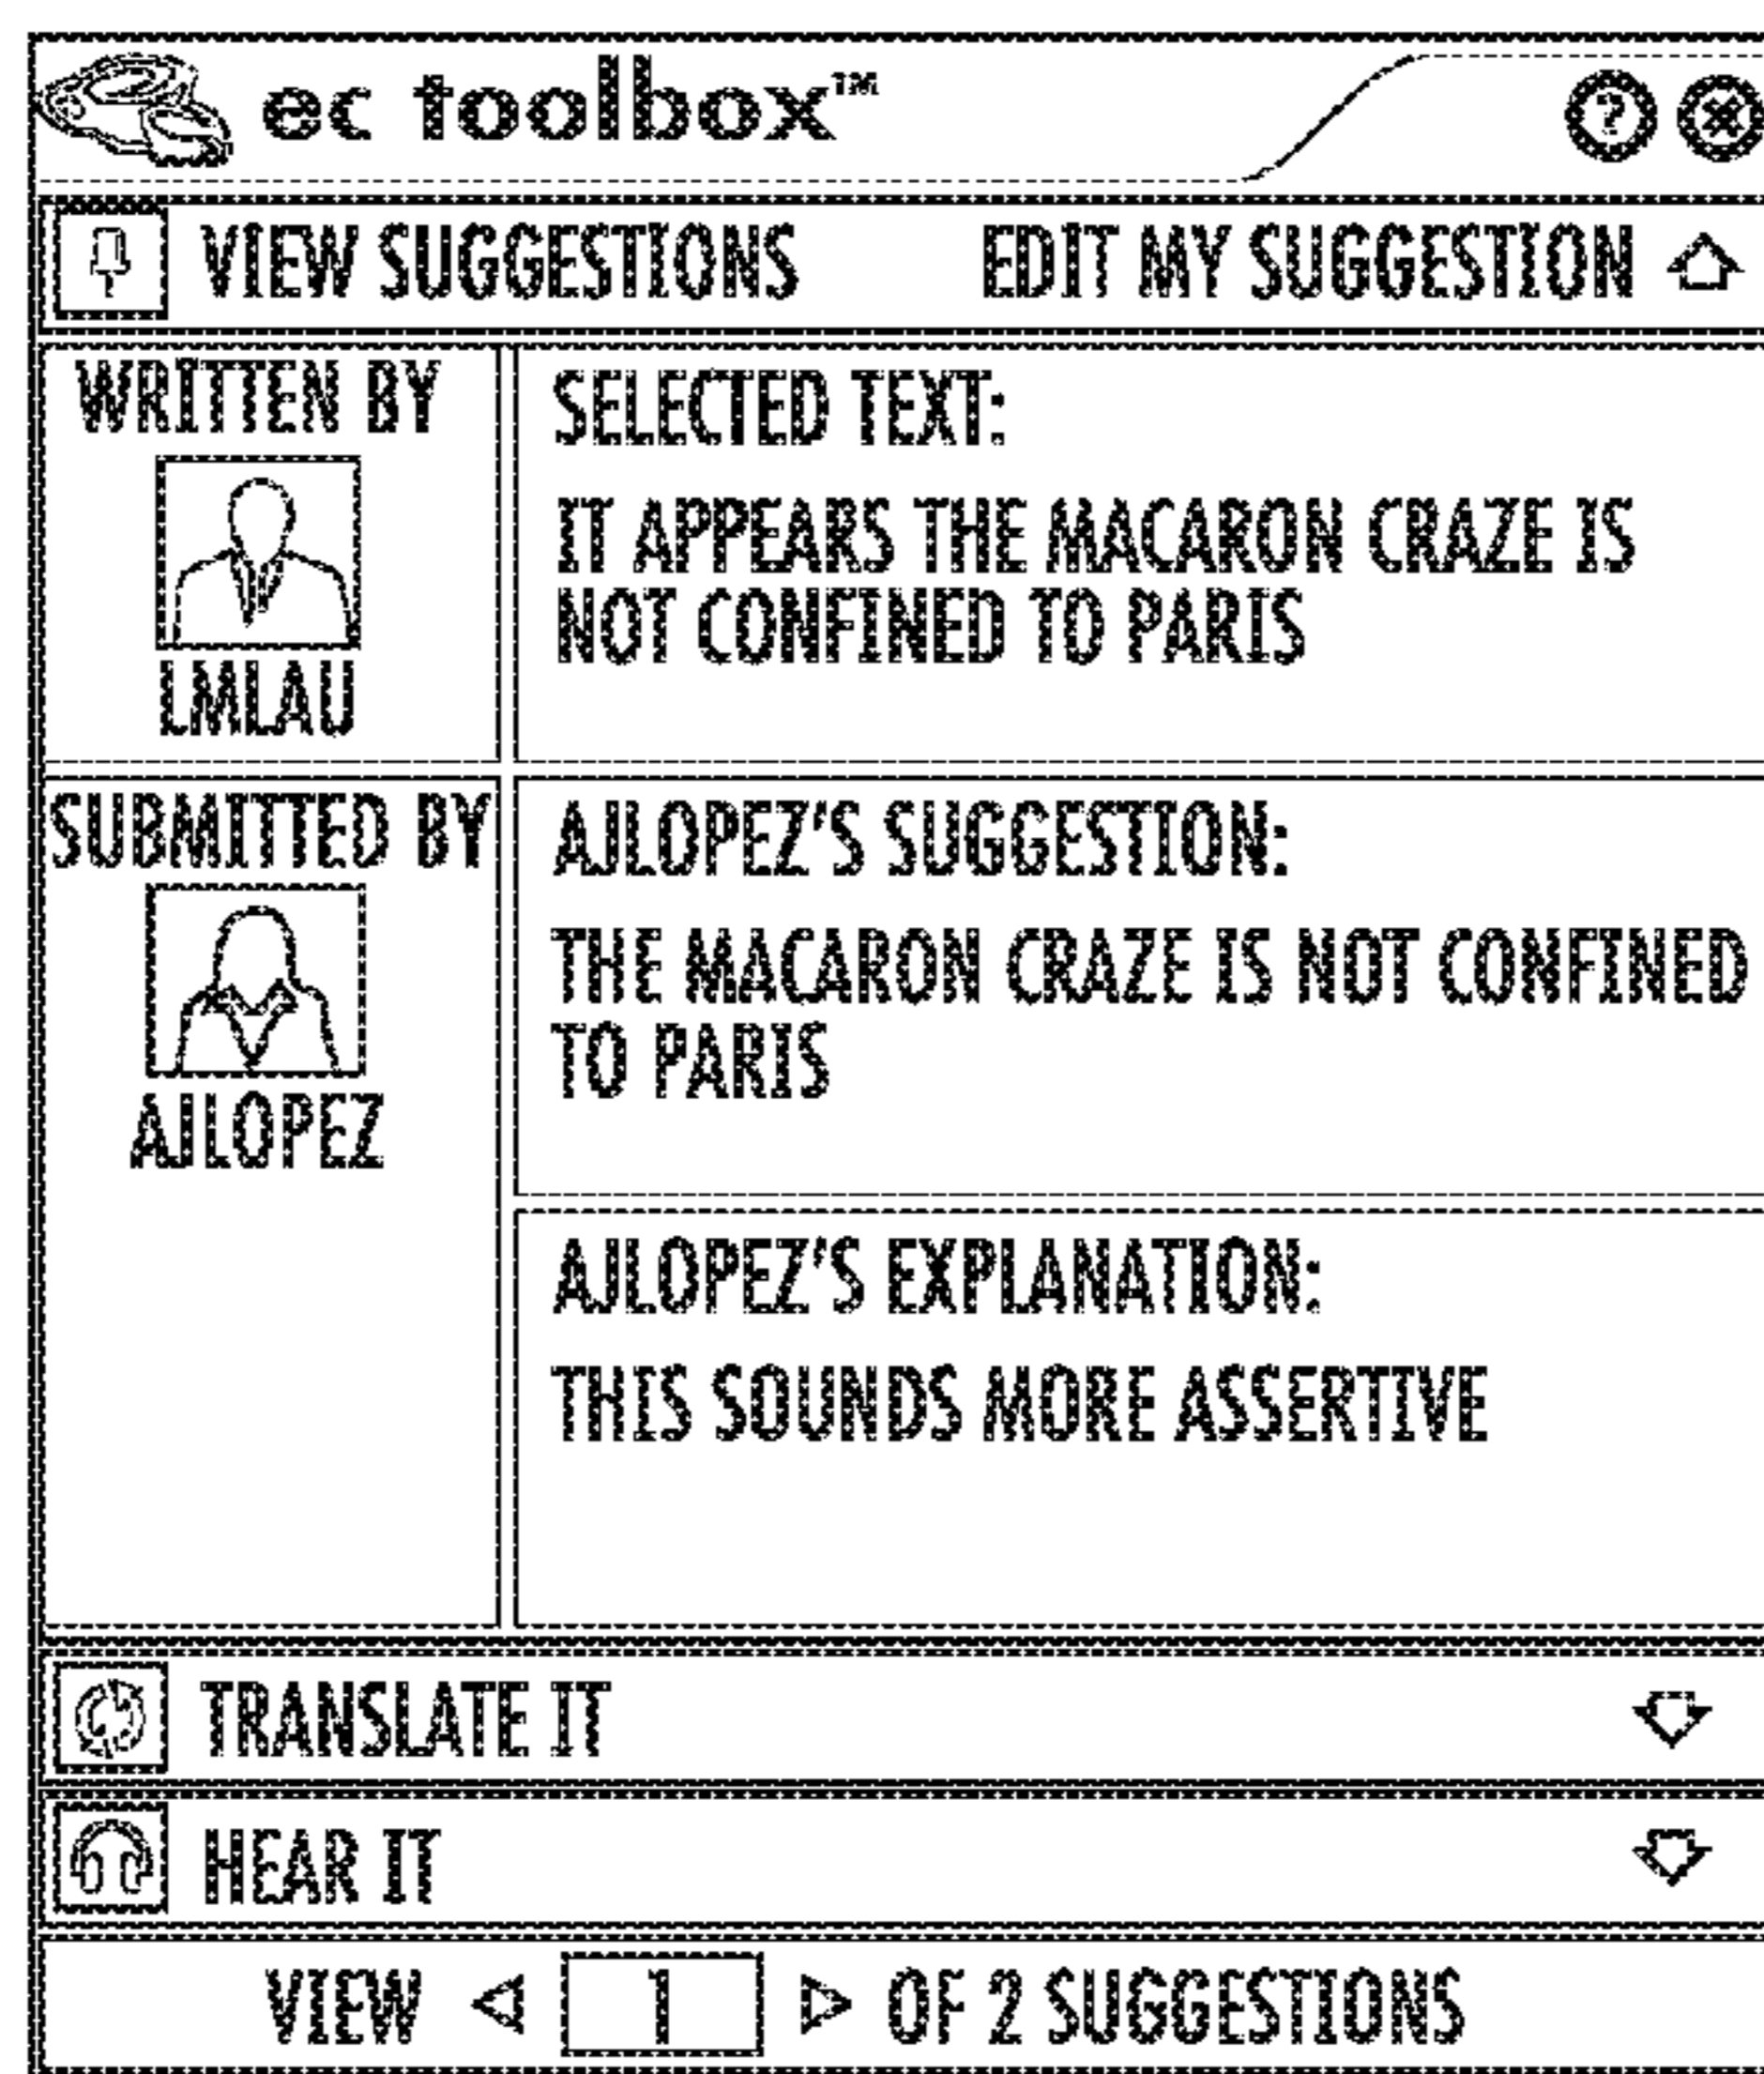 ec toolbox™
?
VIEW SUGGESTIONS EDIT MY SUGGESTION
WRITTEN BY
LMLAU
SELECTED TEXT:
IT APPEARS THE MACARON CRAZE IS
NOT CONFINED TO PARIS
SUBMITTED BY
AJLOPEZ
AJLOPEZ'S SUGGESTION:
THE MACARON CRAZE IS NOT CONFINED
TO PARIS
AJLOPEZ'S EXPLANATION:
THIS SOUNDS MORE ASSERTIVE
TRANSLATE IT
HEAR IT
VIEW 1 OF 2 SUGGESTIONS